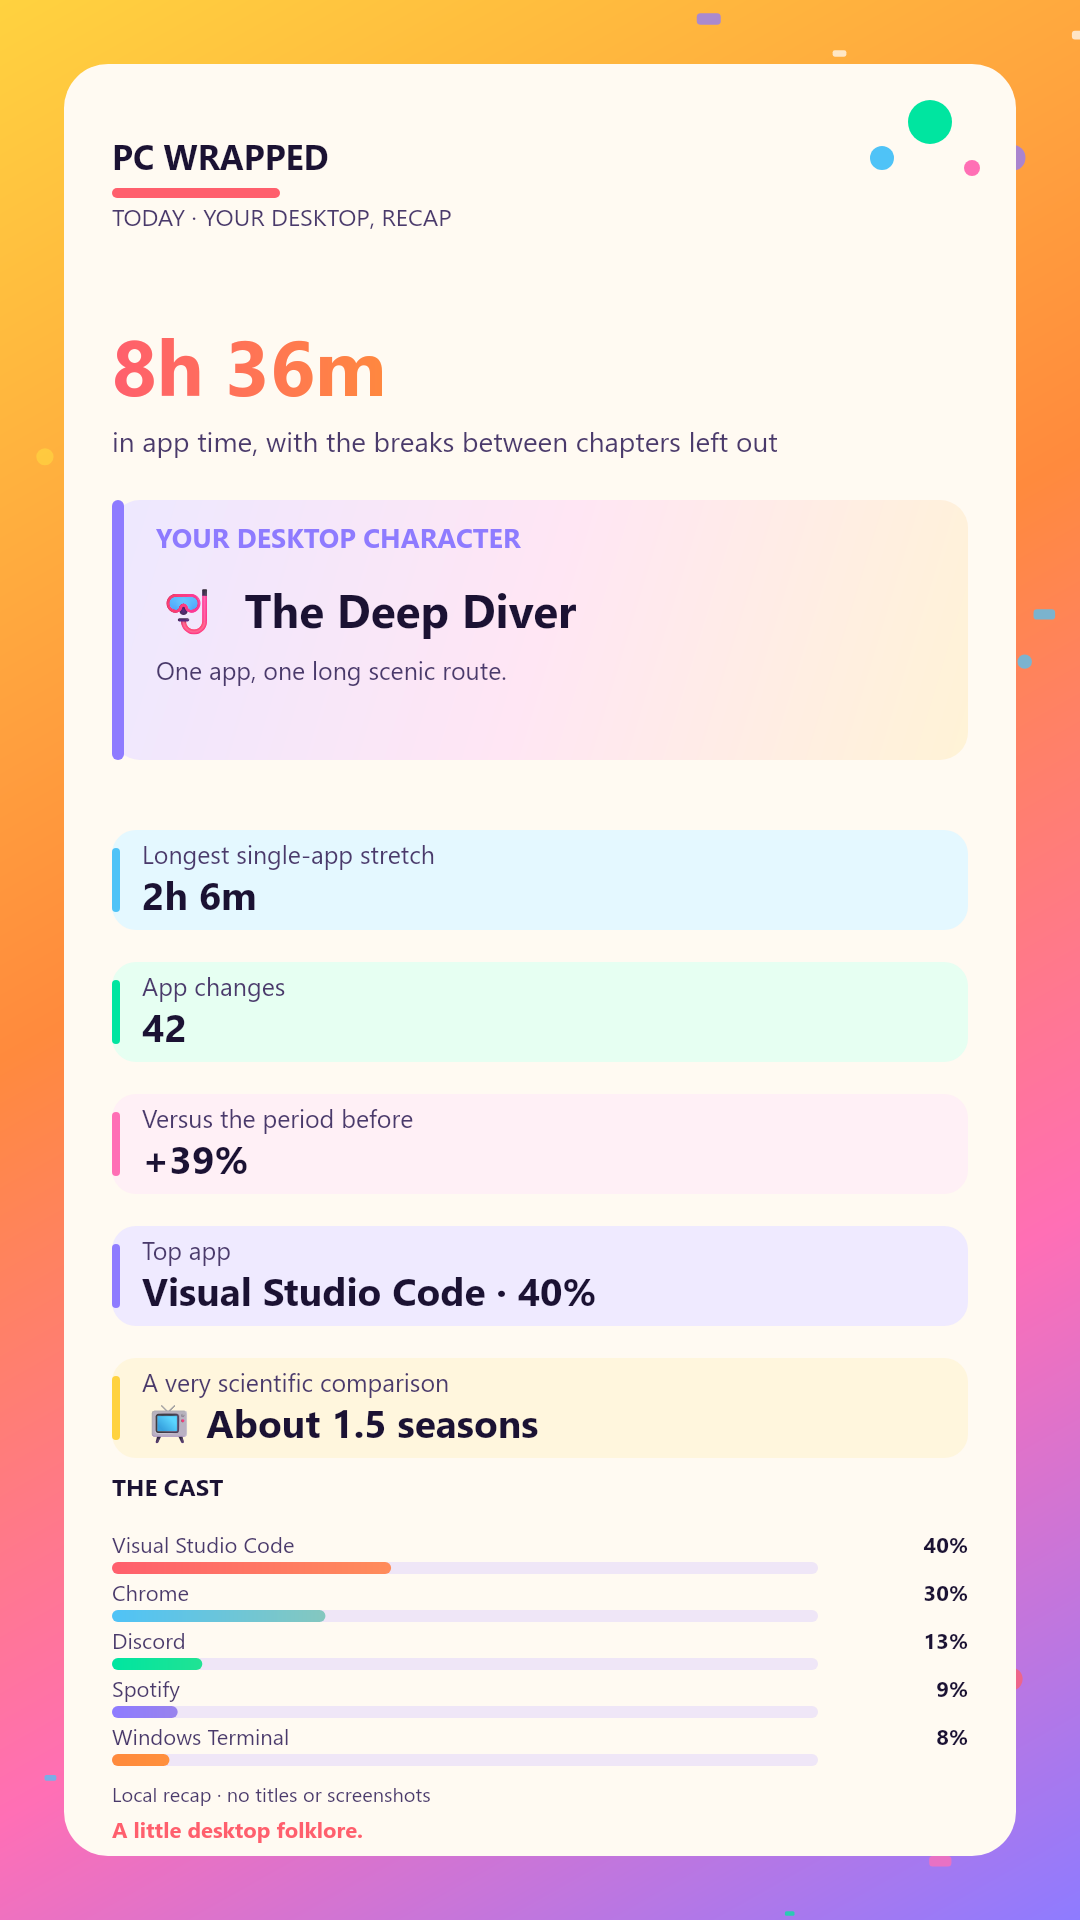 PC WRAPPED
TODAY · YOUR DESKTOP, RECAP
8h 36m
in app time, with the breaks between chapters left out
YOUR DESKTOP CHARACTER
The Deep Diver
One app, one long scenic route.
Longest single-app stretch
2h 6m
App changes
42
Versus the period before
+39%
Top app
Visual Studio Code · 40%
A very scientific comparison
About 1.5 seasons
THE CAST
Visual Studio Code 40%
Chrome 30%
Discord 13%
Spotify 9%
Windows Terminal 8%
Local recap · no titles or screenshots
A little desktop folklore.